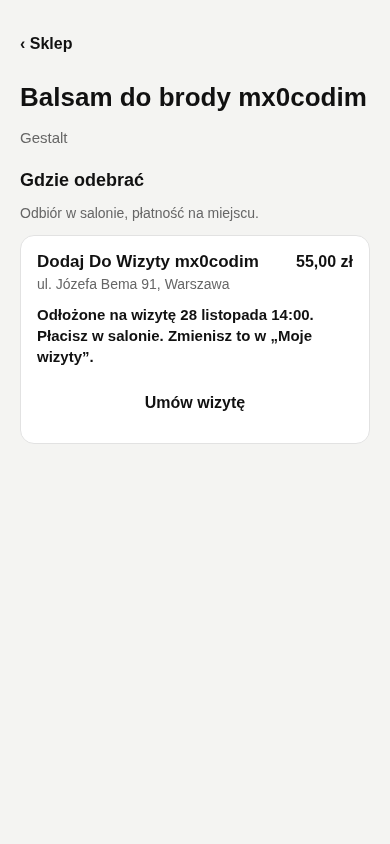 ‹ Sklep
Balsam do brody mx0codim
Gestalt
Gdzie odebrać
Odbiór w salonie, płatność na miejscu.
Dodaj Do Wizyty mx0codim 55,00 zł
ul. Józefa Bema 91, Warszawa
Odłożone na wizytę 28 listopada 14:00.
Płacisz w salonie. Zmienisz to w „Moje
wizyty”.
Umów wizytę